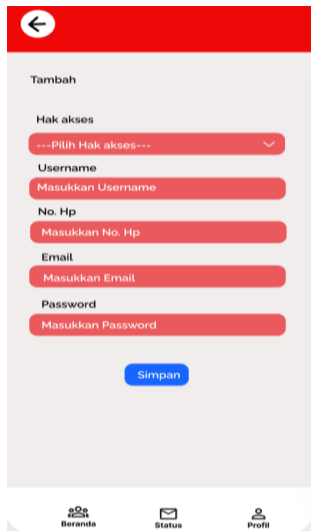 Tambah
Hak akses
---Pilih Hak akses---
Username
Masukkan Username
No. Hp
Masukkan No. Hp
Email
Masukkan Email
Password
Masukkan Password
Simpan
Beranda Status Profil